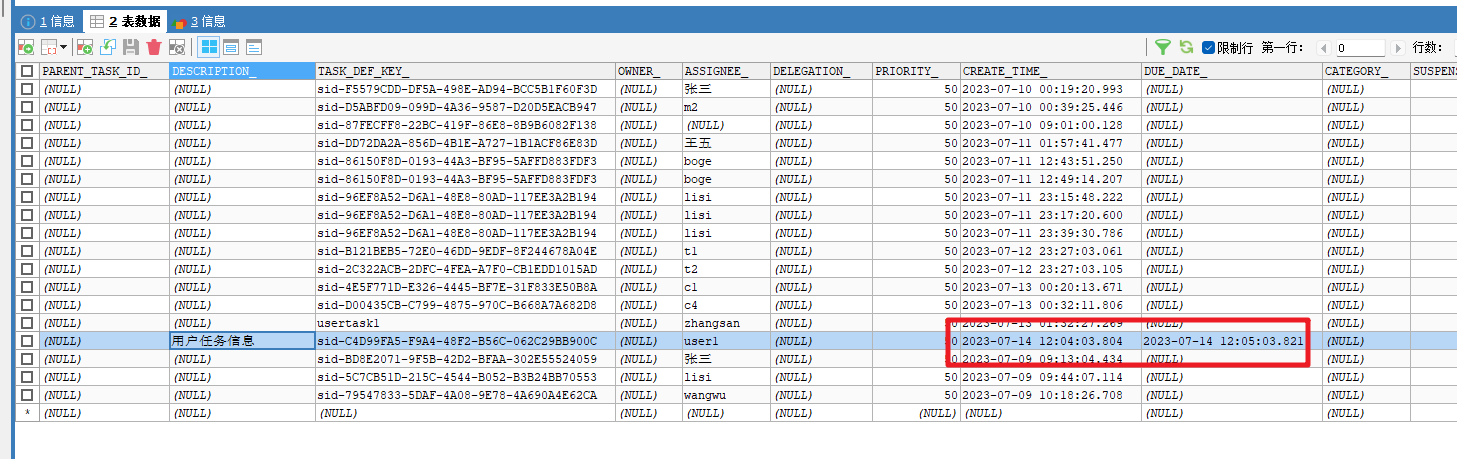 1 信息 2 表数据 3 信息
限制行 第一行: 0 行数:
PARENT_TASK_ID_ DESCRIPTION_ TASK_DEF_KEY_ OWNER_ ASSIGNEE_ DELEGATION_ PRIORITY_ CREATE_TIME_ DUE_DATE_ CATEGORY_ SUSPENS
(NULL) (NULL) sid-F5579CDD-DF5A-498E-AD94-BCC5B1F60F3D (NULL) 张三 (NULL) 50 2023-07-10 00:19:20.993 (NULL) (NULL)
(NULL) (NULL) sid-D5ABFD09-099D-4A36-9587-D20D5EACB947 (NULL) m2 (NULL) 50 2023-07-10 00:39:25.446 (NULL) (NULL)
(NULL) (NULL) sid-87FECFF8-22BC-419F-86E8-8B9B6082F138 (NULL) (NULL) (NULL) 50 2023-07-10 09:01:00.128 (NULL) (NULL)
(NULL) (NULL) sid-DD72DA2A-856D-4B1E-A727-1B1ACF86E83D (NULL) 王五 (NULL) 50 2023-07-11 01:57:41.477 (NULL) (NULL)
(NULL) (NULL) sid-86150F8D-0193-44A3-BF95-5AFFD883FDF3 (NULL) boge (NULL) 50 2023-07-11 12:43:51.250 (NULL) (NULL)
(NULL) (NULL) sid-86150F8D-0193-44A3-BF95-5AFFD883FDF3 (NULL) boge (NULL) 50 2023-07-11 12:49:14.207 (NULL) (NULL)
(NULL) (NULL) sid-96EF8A52-D6A1-48E8-80AD-117EE3A2B194 (NULL) lisi (NULL) 50 2023-07-11 23:15:48.222 (NULL) (NULL)
(NULL) (NULL) sid-96EF8A52-D6A1-48E8-80AD-117EE3A2B194 (NULL) lisi (NULL) 50 2023-07-11 23:17:20.600 (NULL) (NULL)
(NULL) (NULL) sid-96EF8A52-D6A1-48E8-80AD-117EE3A2B194 (NULL) lisi (NULL) 50 2023-07-11 23:39:30.786 (NULL) (NULL)
(NULL) (NULL) sid-B121BEB5-72E0-46DD-9EDF-8F244678A04E (NULL) t1 (NULL) 50 2023-07-12 23:27:03.061 (NULL) (NULL)
(NULL) (NULL) sid-2C322ACB-2DFC-4FEA-A7F0-CB1EDD1015AD (NULL) t2 (NULL) 50 2023-07-12 23:27:03.105 (NULL) (NULL)
(NULL) (NULL) sid-4E5F771D-E326-4445-BF7E-31F833E50B8A (NULL) c1 (NULL) 50 2023-07-13 00:20:13.671 (NULL) (NULL)
(NULL) (NULL) sid-D00435CB-C799-4875-970C-B668A7A682D8 (NULL) c4 (NULL) 50 2023-07-13 00:32:11.806 (NULL) (NULL)
(NULL) (NULL) usertask1 (NULL) zhangsan (NULL) 50 2023-07-13 01:32:27.269 (NULL) (NULL)
(NULL) 用户任务信息 sid-C4D99FA5-F9A4-48F2-B56C-062C29BB900C (NULL) user1 (NULL) 50 2023-07-14 12:04:03.804 2023-07-14 12:05:03.821 (NULL)
(NULL) (NULL) sid-BD8E2071-9F5B-42D2-BFAA-302E55524059 (NULL) 张三 (NULL) 50 2023-07-09 09:13:04.434 (NULL) (NULL)
(NULL) (NULL) sid-5C7CB51D-215C-4544-B052-B3B24BB70553 (NULL) lisi (NULL) 50 2023-07-09 09:44:07.114 (NULL) (NULL)
(NULL) (NULL) sid-79547833-5DAF-4A08-9E78-4A690A4E62CA (NULL) wangwu (NULL) 50 2023-07-09 10:18:26.708 (NULL) (NULL)
* (NULL) (NULL) (NULL) (NULL) (NULL) (NULL) (NULL) (NULL) (NULL) (NULL)